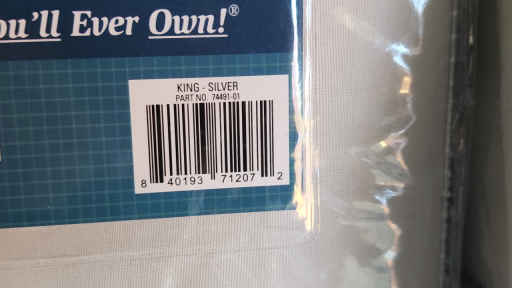 ou'll Ever Own!®
KING - SILVER
PART NO. 74491-01
8 40193 71207 2